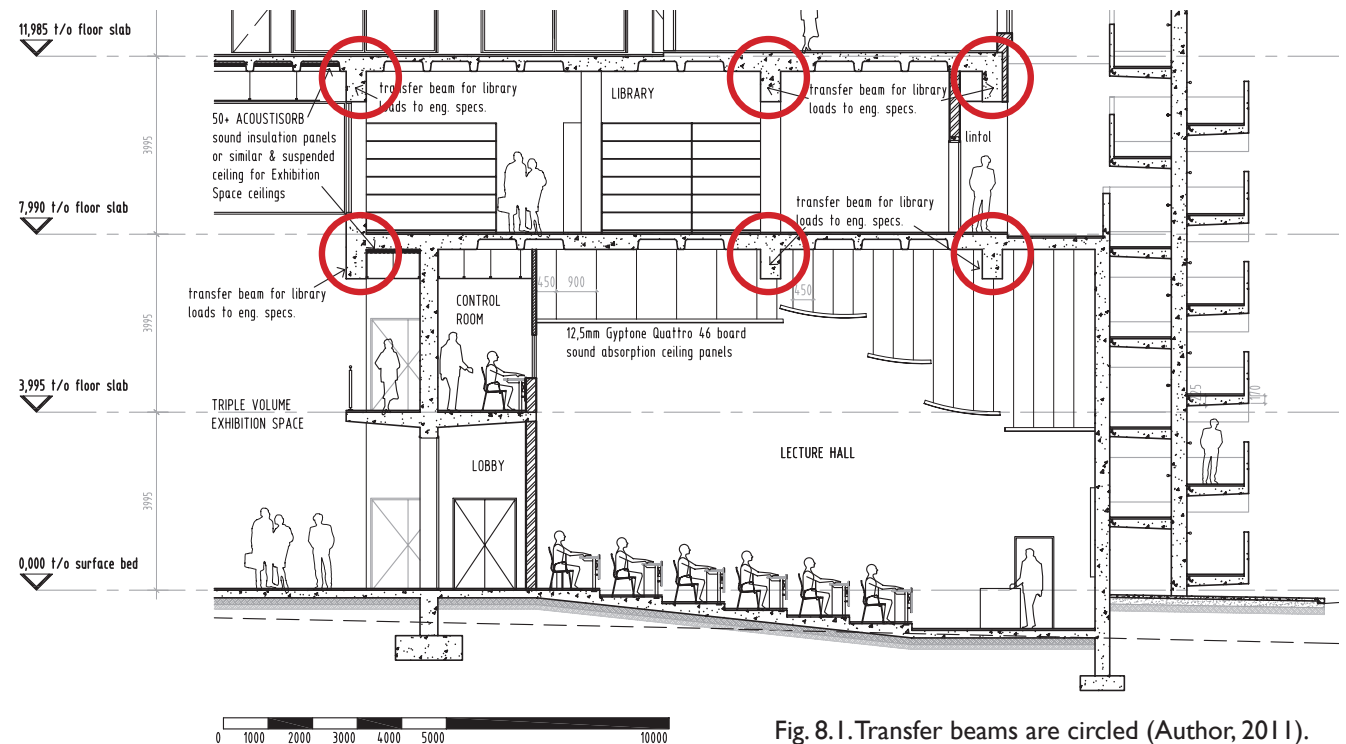 11,985 t/o floor slab
transfer beam for library
loads to eng. specs.
LIBRARY
transfer beam for library
loads to eng. specs.
50+ ACOUSTISORB
sound insulation panels
or similar & suspended
ceiling for Exhibition
Space ceilings
lintol
3995
7,990 t/o floor slab
transfer beam for library
loads to eng. specs.
transfer beam for library
loads to eng. specs.
CONTROL
ROOM
450 900
450
12,5mm Gyptone Quattro 46 board
sound absorption ceiling panels
3995
3,995 t/o floor slab
TRIPLE VOLUME
EXHIBITION SPACE
LOBBY
LECTURE HALL
170
3995
0,000 t/o surface bed
0 1000 2000 3000 4000 5000 10000
Fig. 8.1. Transfer beams are circled (Author, 2011).